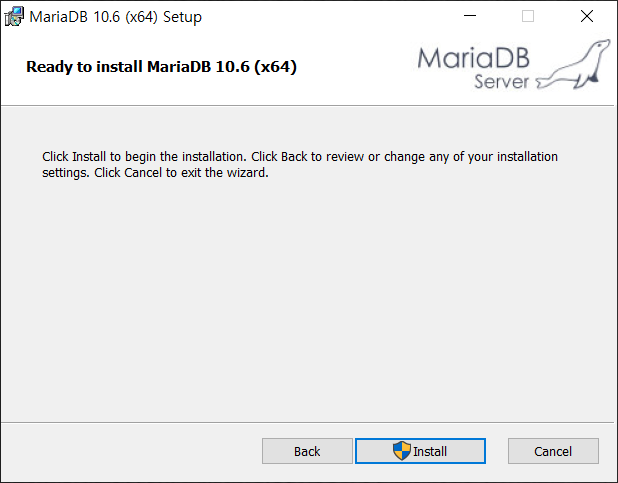 MariaDB 10.6 (x64) Setup
Ready to install MariaDB 10.6 (x64)
MariaDB
Server
Click Install to begin the installation. Click Back to review or change any of your installation
settings. Click Cancel to exit the wizard.
Back
Install
Cancel